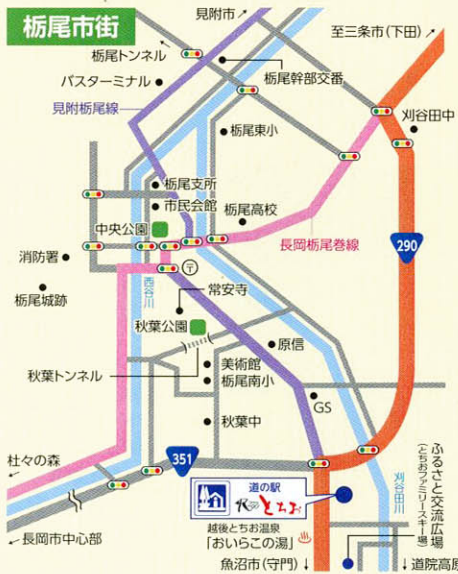 栃尾市街
見附市↗
至三条市(下田)↗
栃尾トンネル
栃尾幹部交番
バスターミナル
見附栃尾線
刈谷田中
栃尾東小
栃尾支所
市民会館
栃尾高校
中央公園
長岡栃尾巻線
290
消防署
〒
栃尾城跡
西谷川
常安寺
秋葉公園
原信
秋葉トンネル
美術館
栃尾南小
GS
秋葉中
ふるさと交流広場
(とちおファミリースキー場)
351
杜々の森
刈谷田川
道の駅
とちお
越後とちお温泉
「おいらこの湯」
←長岡市中心部
魚沼市(守門)↓
↓道院高原